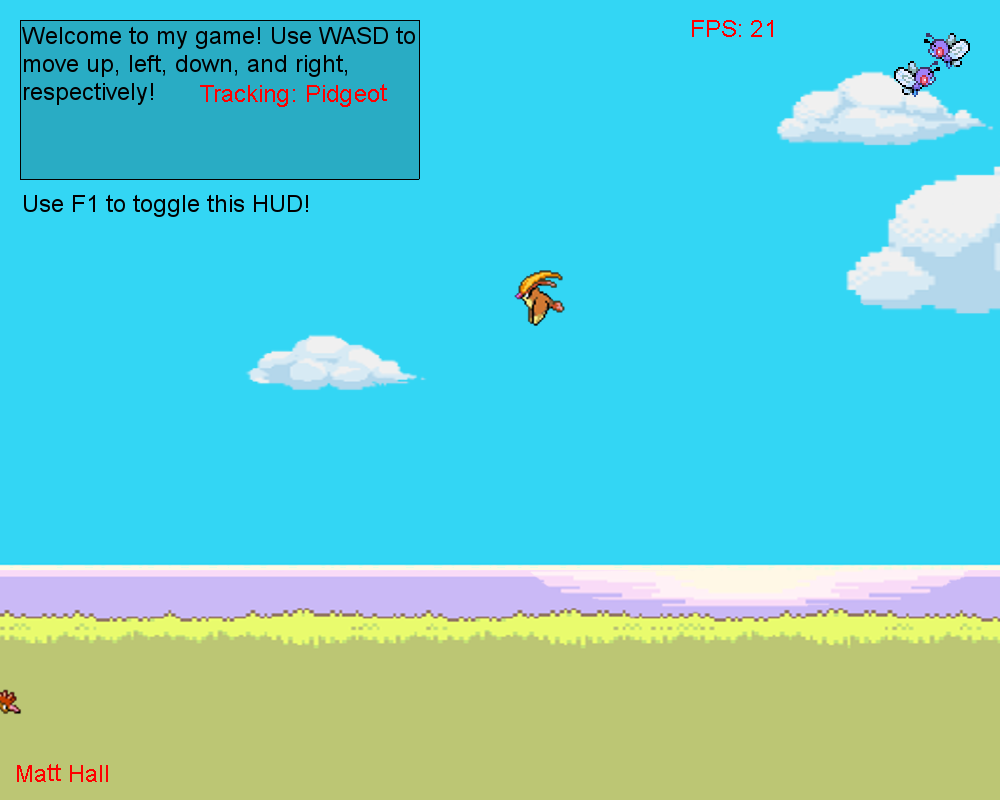 FPS: 21
Welcome to my game! Use WASD to
move up, left, down, and right,
respectively!
Tracking: Pidgeot
Use F1 to toggle this HUD!
Matt Hall